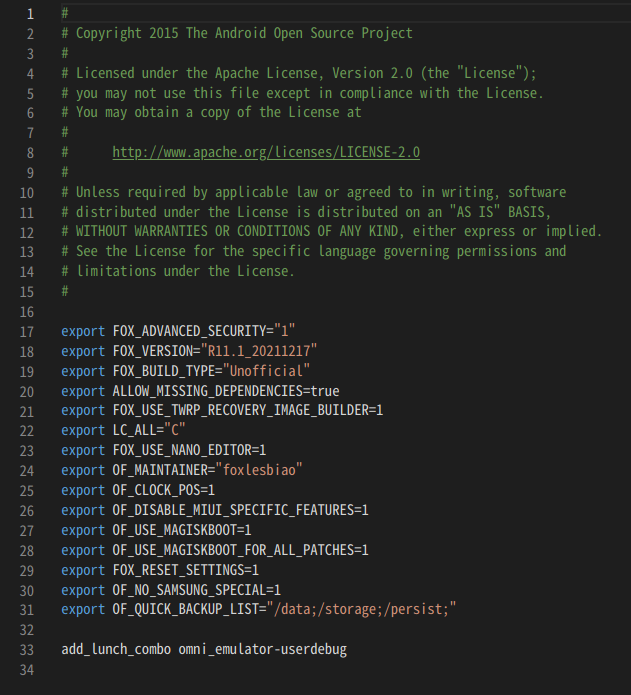 1 #
2 # Copyright 2015 The Android Open Source Project
3 #
4 # Licensed under the Apache License, Version 2.0 (the "License");
5 # you may not use this file except in compliance with the License.
6 # You may obtain a copy of the License at
7 #
8 #      http://www.apache.org/licenses/LICENSE-2.0
9 #
10 # Unless required by applicable law or agreed to in writing, software
11 # distributed under the License is distributed on an "AS IS" BASIS,
12 # WITHOUT WARRANTIES OR CONDITIONS OF ANY KIND, either express or implied.
13 # See the License for the specific language governing permissions and
14 # limitations under the License.
15 #
16
17 export FOX_ADVANCED_SECURITY="1"
18 export FOX_VERSION="R11.1_20211217"
19 export FOX_BUILD_TYPE="Unofficial"
20 export ALLOW_MISSING_DEPENDENCIES=true
21 export FOX_USE_TWRP_RECOVERY_IMAGE_BUILDER=1
22 export LC_ALL="C"
23 export FOX_USE_NANO_EDITOR=1
24 export OF_MAINTAINER="foxlesbiao"
25 export OF_CLOCK_POS=1
26 export OF_DISABLE_MIUI_SPECIFIC_FEATURES=1
27 export OF_USE_MAGISKBOOT=1
28 export OF_USE_MAGISKBOOT_FOR_ALL_PATCHES=1
29 export FOX_RESET_SETTINGS=1
30 export OF_NO_SAMSUNG_SPECIAL=1
31 export OF_QUICK_BACKUP_LIST="/data;/storage;/persist;"
32
33 add_lunch_combo omni_emulator-userdebug
34